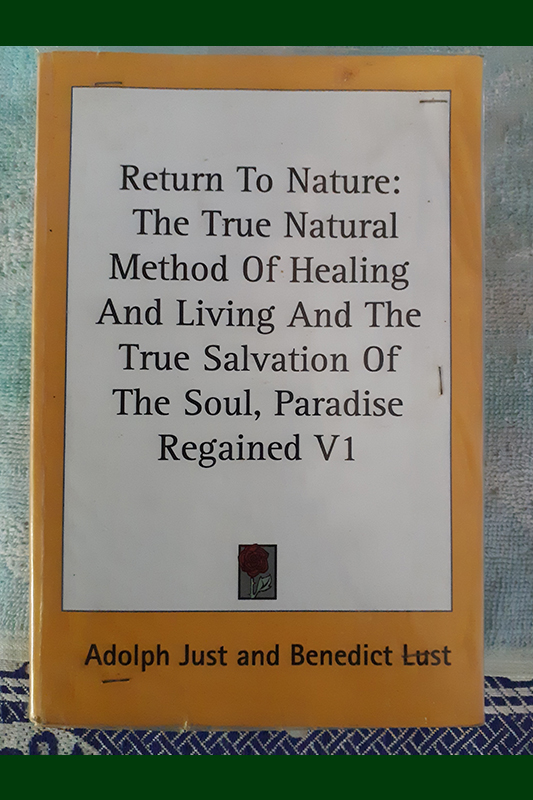 Return To Nature:
The True Natural
Method Of Healing
And Living And The
True Salvation Of
The Soul, Paradise
Regained V1
Adolph Just and Benedict Lust